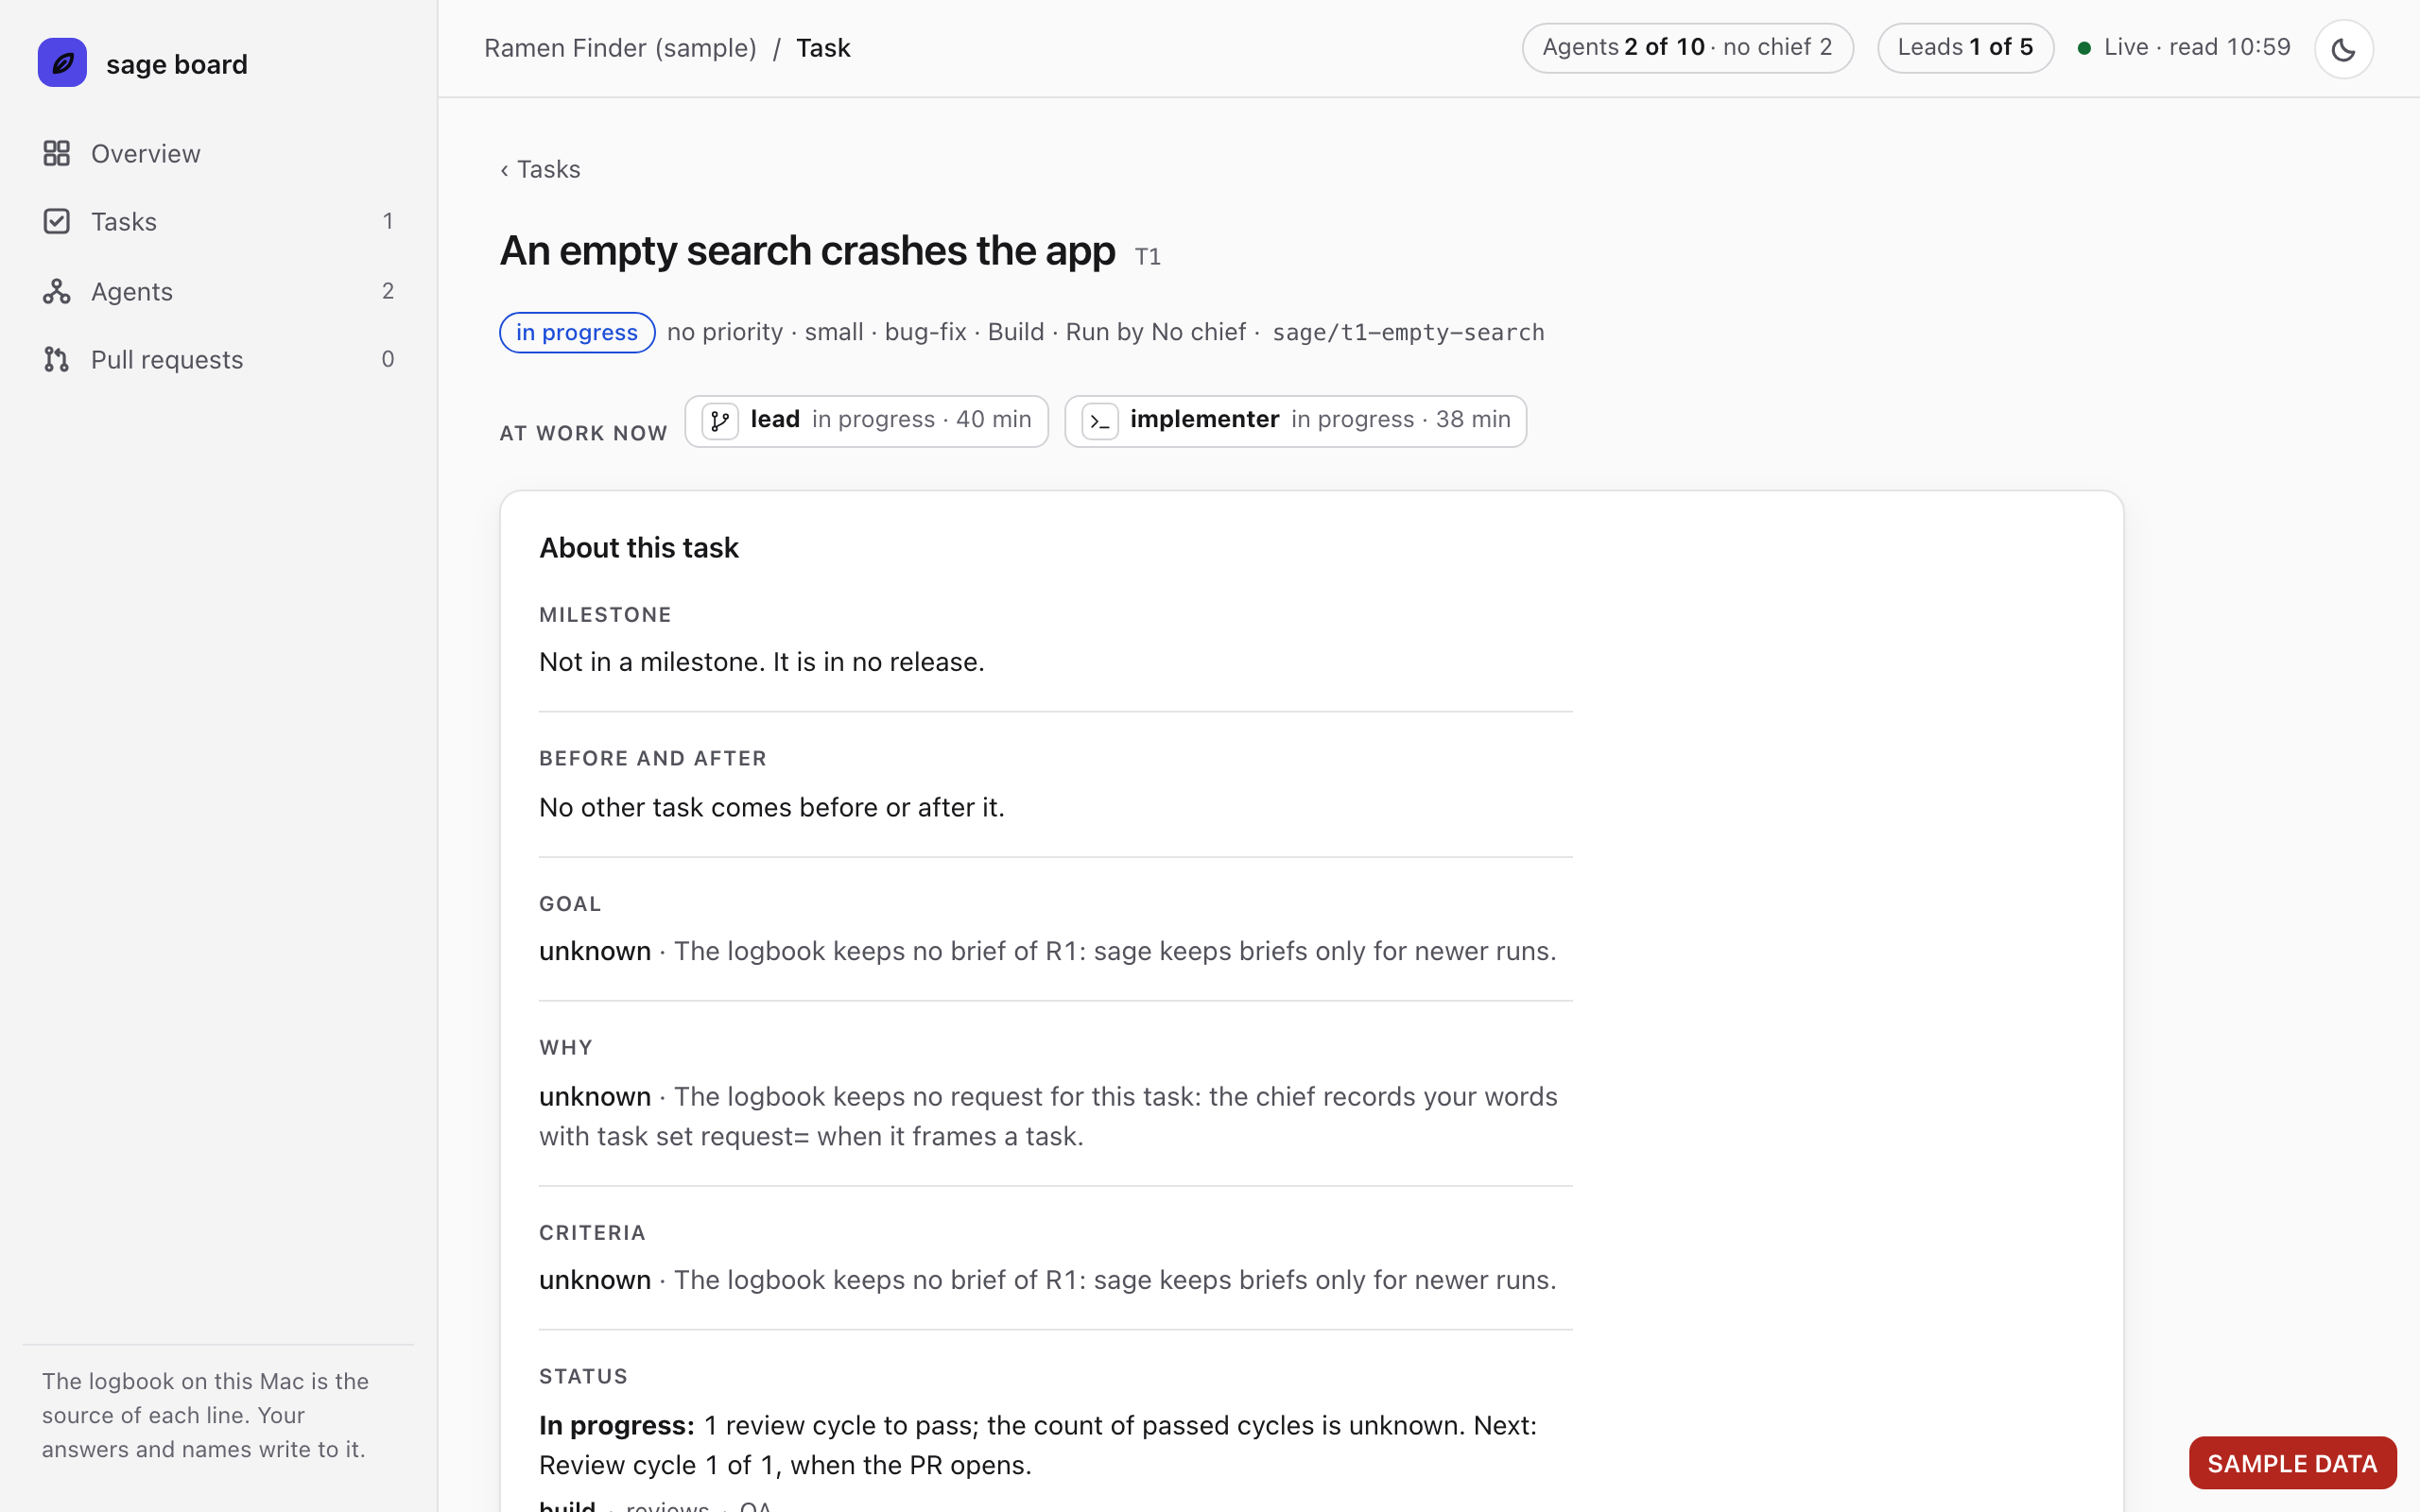 sage board
Overview
Tasks 1
Agents 2
Pull requests 0
The logbook on this Mac is the
source of each line. Your
answers and names write to it.
Ramen Finder (sample) / Task
Agents 2 of 10 · no chief 2
Leads 1 of 5
Live · read 10:59
‹ Tasks
An empty search crashes the app T1
in progress no priority · small · bug-fix · Build · Run by No chief · sage/t1-empty-search
AT WORK NOW lead in progress · 40 min implementer in progress · 38 min
About this task
MILESTONE
Not in a milestone. It is in no release.
BEFORE AND AFTER
No other task comes before or after it.
GOAL
unknown · The logbook keeps no brief of R1: sage keeps briefs only for newer runs.
WHY
unknown · The logbook keeps no request for this task: the chief records your words
with task set request= when it frames a task.
CRITERIA
unknown · The logbook keeps no brief of R1: sage keeps briefs only for newer runs.
STATUS
In progress: 1 review cycle to pass; the count of passed cycles is unknown. Next:
Review cycle 1 of 1, when the PR opens.
build · reviews · QA
SAMPLE DATA